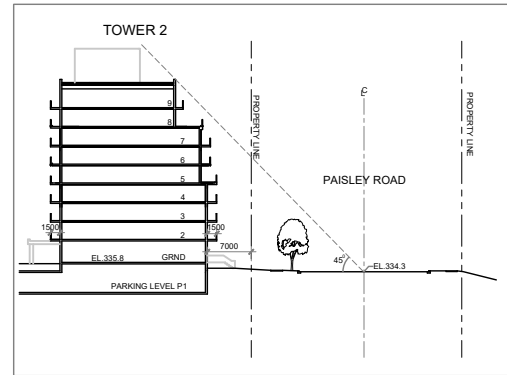 TOWER 2
℄
PROPERTY LINE
PROPERTY LINE
PAISLEY ROAD
9
8
7
6
5
4
3
2
1500
1500
7000
EL.335.8
GRND
45°
EL.334.3
PARKING LEVEL P1